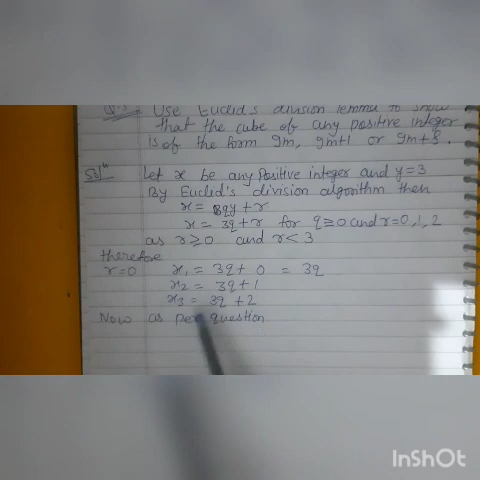 Use Euclid's division lemma to show
that the cube of any positive integer
is of the form 9m, 9m+1 or 9m+8.
Solⁿ Let x be any Positive integer and y=3
By Euclid's division algorithm then
x= qy+r
x = 3q+r for q≥0 and r=0,1,2
as r≥0 and r<3
therefore
r=0 x₁ = 3q+ 0 = 3q
x₂ = 3q+1
x₃ = 3q+2
Now as per question
InShOt